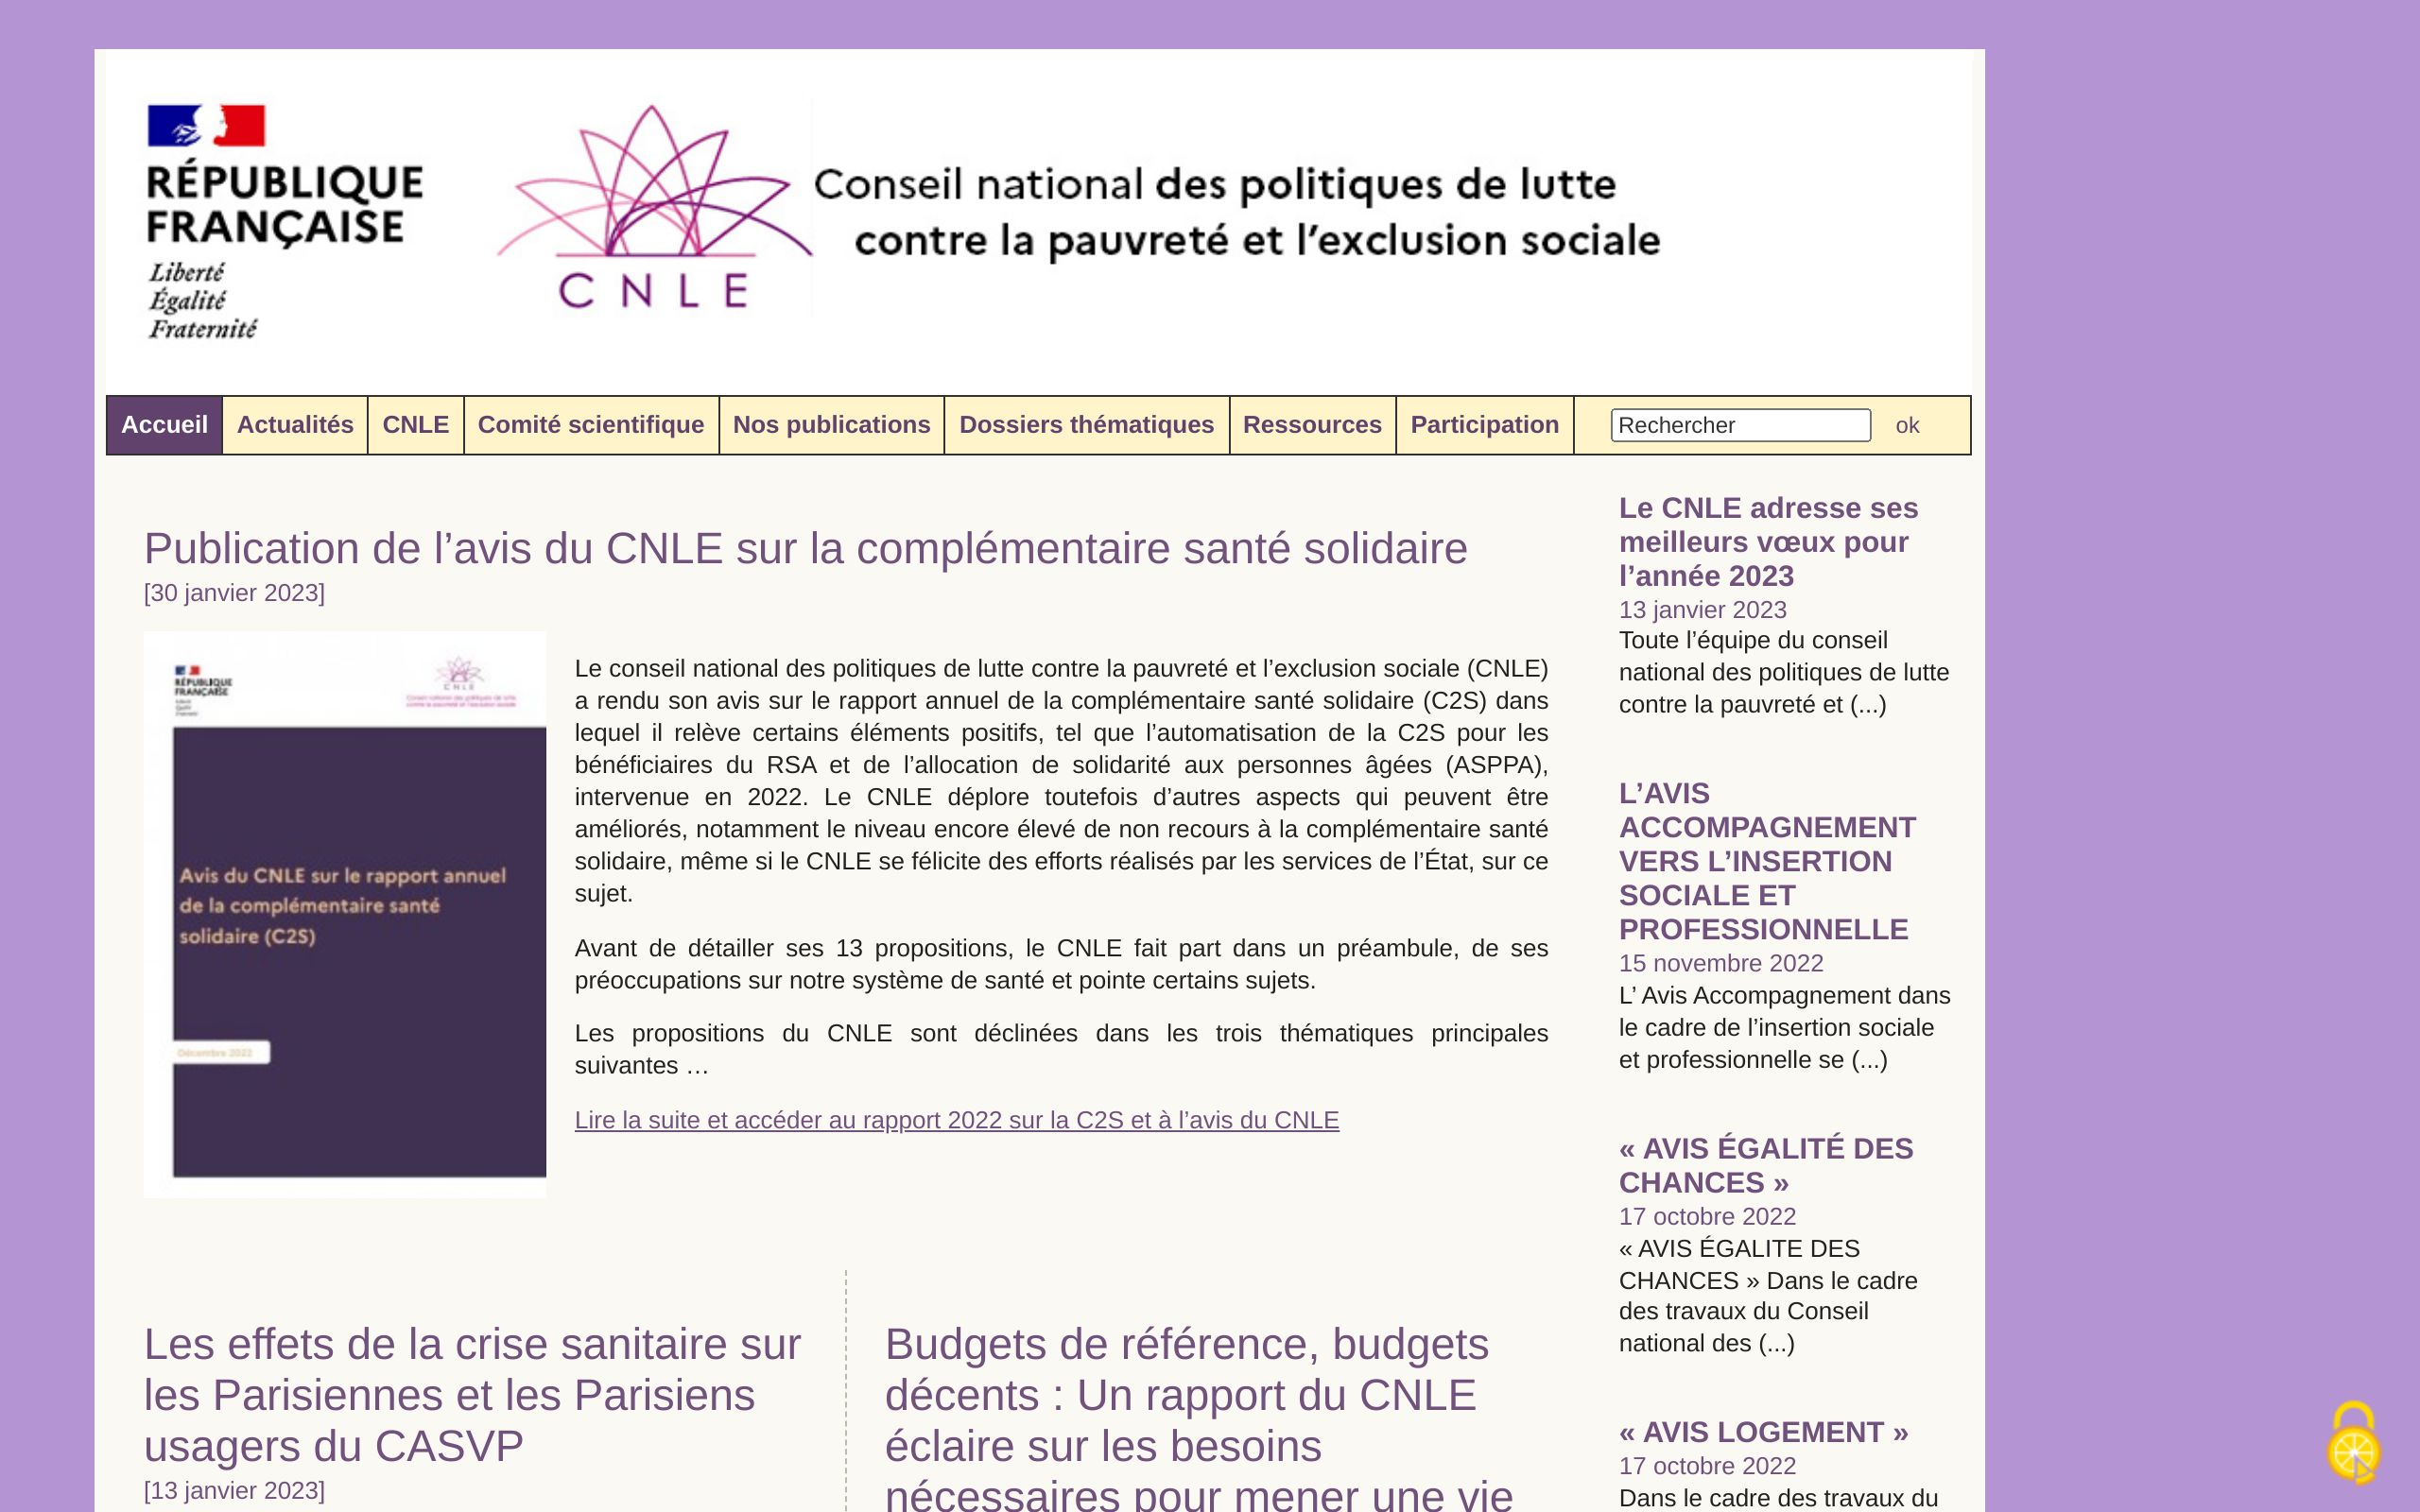 RÉPUBLIQUE
FRANÇAISE
Liberté
Égalité
Fraternité
CNLE
Conseil national des politiques de lutte
contre la pauvreté et l’exclusion sociale
Accueil
Actualités
CNLE
Comité scientifique
Nos publications
Dossiers thématiques
Ressources
Participation
Rechercher
ok
Publication de l’avis du CNLE sur la complémentaire santé solidaire
[30 janvier 2023]
RÉPUBLIQUE
FRANÇAISE
CNLE
Avis du CNLE sur le rapport annuel
de la complémentaire santé
solidaire (C2S)
Décembre 2022
Le conseil national des politiques de lutte contre la pauvreté et l’exclusion sociale (CNLE)
a rendu son avis sur le rapport annuel de la complémentaire santé solidaire (C2S) dans
lequel il relève certains éléments positifs, tel que l’automatisation de la C2S pour les
bénéficiaires du RSA et de l’allocation de solidarité aux personnes âgées (ASPPA),
intervenue en 2022. Le CNLE déplore toutefois d’autres aspects qui peuvent être
améliorés, notamment le niveau encore élevé de non recours à la complémentaire santé
solidaire, même si le CNLE se félicite des efforts réalisés par les services de l’État, sur ce
sujet.
Avant de détailler ses 13 propositions, le CNLE fait part dans un préambule, de ses
préoccupations sur notre système de santé et pointe certains sujets.
Les propositions du CNLE sont déclinées dans les trois thématiques principales
suivantes …
Lire la suite et accéder au rapport 2022 sur la C2S et à l’avis du CNLE
Les effets de la crise sanitaire sur
les Parisiennes et les Parisiens
usagers du CASVP
[13 janvier 2023]
Budgets de référence, budgets
décents : Un rapport du CNLE
éclaire sur les besoins
nécessaires pour mener une vie
Le CNLE adresse ses
meilleurs vœux pour
l’année 2023
13 janvier 2023
Toute l’équipe du conseil
national des politiques de lutte
contre la pauvreté et (...)
L’AVIS
ACCOMPAGNEMENT
VERS L’INSERTION
SOCIALE ET
PROFESSIONNELLE
15 novembre 2022
L’ Avis Accompagnement dans
le cadre de l’insertion sociale
et professionnelle se (...)
« AVIS ÉGALITÉ DES
CHANCES »
17 octobre 2022
« AVIS ÉGALITE DES
CHANCES » Dans le cadre
des travaux du Conseil
national des (...)
« AVIS LOGEMENT »
17 octobre 2022
Dans le cadre des travaux du